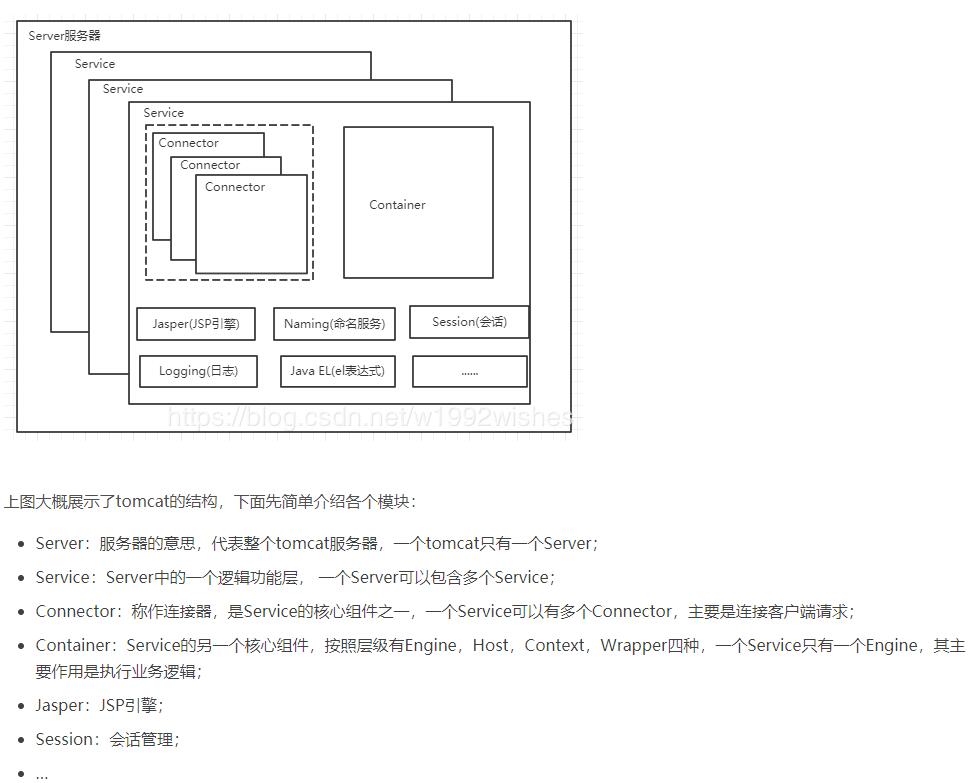 Server服务器
Service
Service
Service
Connector
Connector
Connector
Container
Jasper(JSP引擎)
Naming(命名服务)
Session(会话)
Logging(日志)
Java EL(el表达式)
......
https://blog.csdn.net/w1992wishes
上图大概展示了tomcat的结构，下面先简单介绍各个模块：
• Server：服务器的意思，代表整个tomcat服务器，一个tomcat只有一个Server；
• Service：Server中的一个逻辑功能层， 一个Server可以包含多个Service；
• Connector：称作连接器，是Service的核心组件之一，一个Service可以有多个Connector，主要是连接客户端请求；
• Container：Service的另一个核心组件，按照层级有Engine，Host，Context，Wrapper四种，一个Service只有一个Engine，其主
要作用是执行业务逻辑；
• Jasper：JSP引擎；
• Session：会话管理；
• ...